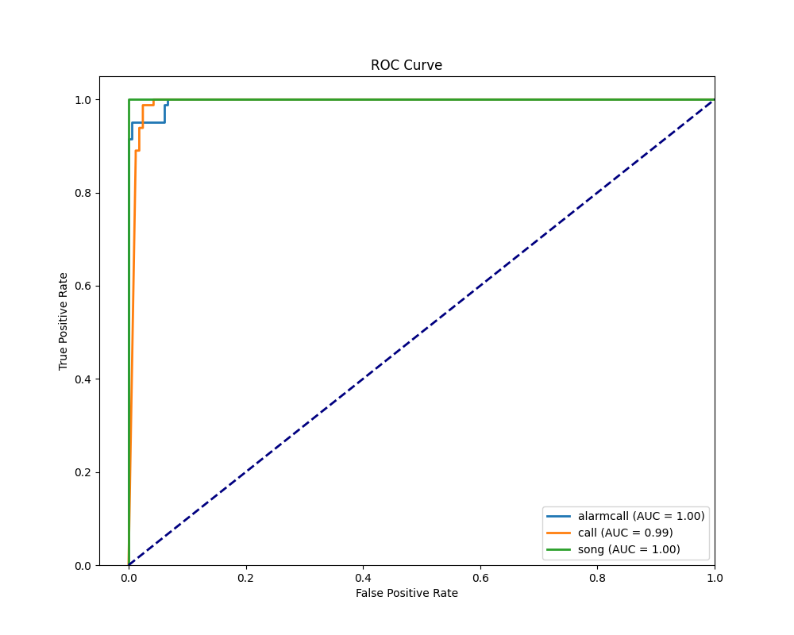 ROC Curve
True Positive Rate
1.0
0.8
0.6
0.4
0.2
0.0
0.0 0.2 0.4 0.6 0.8 1.0
False Positive Rate
alarmcall (AUC = 1.00)
call (AUC = 0.99)
song (AUC = 1.00)